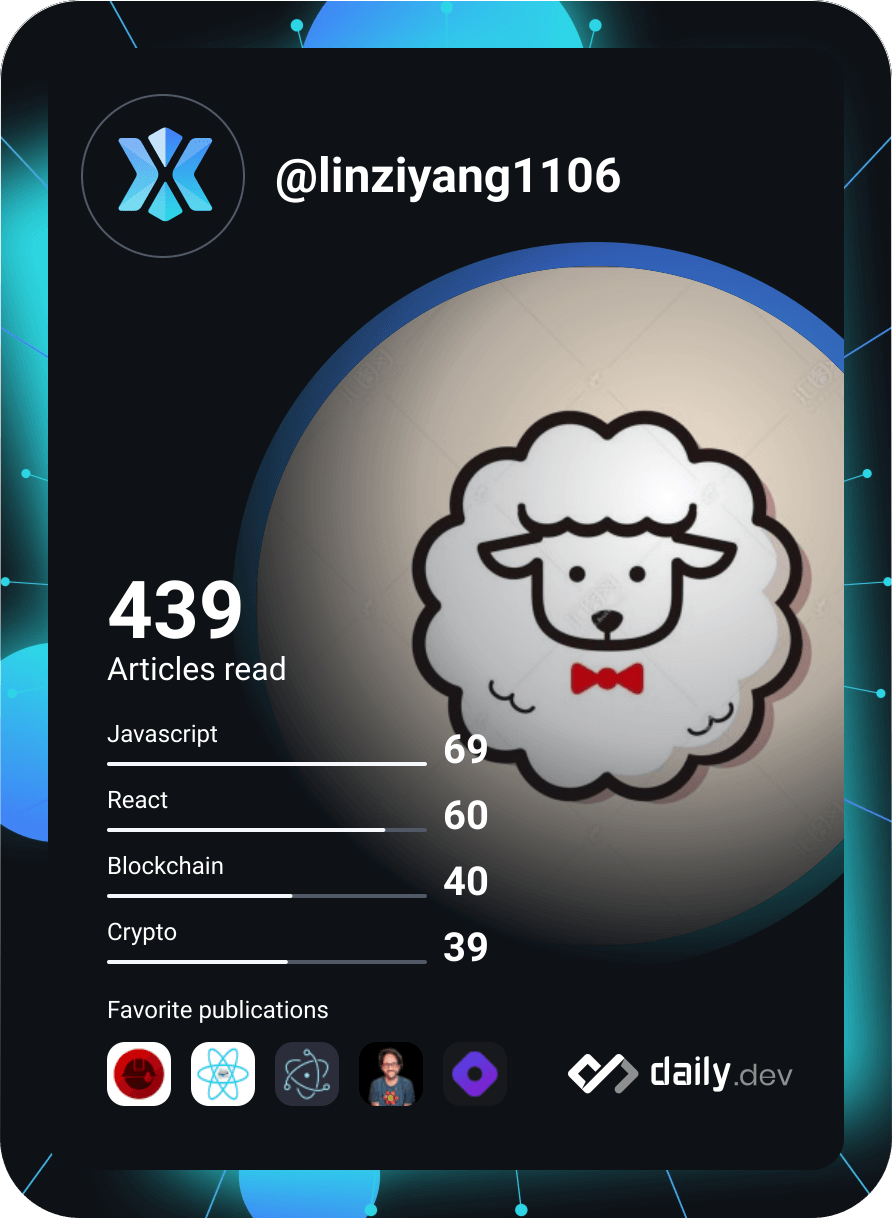 @linziyang1106
439
Articles read
Javascript
69
React
60
Blockchain
40
Crypto
39
Favorite publications
daily.dev